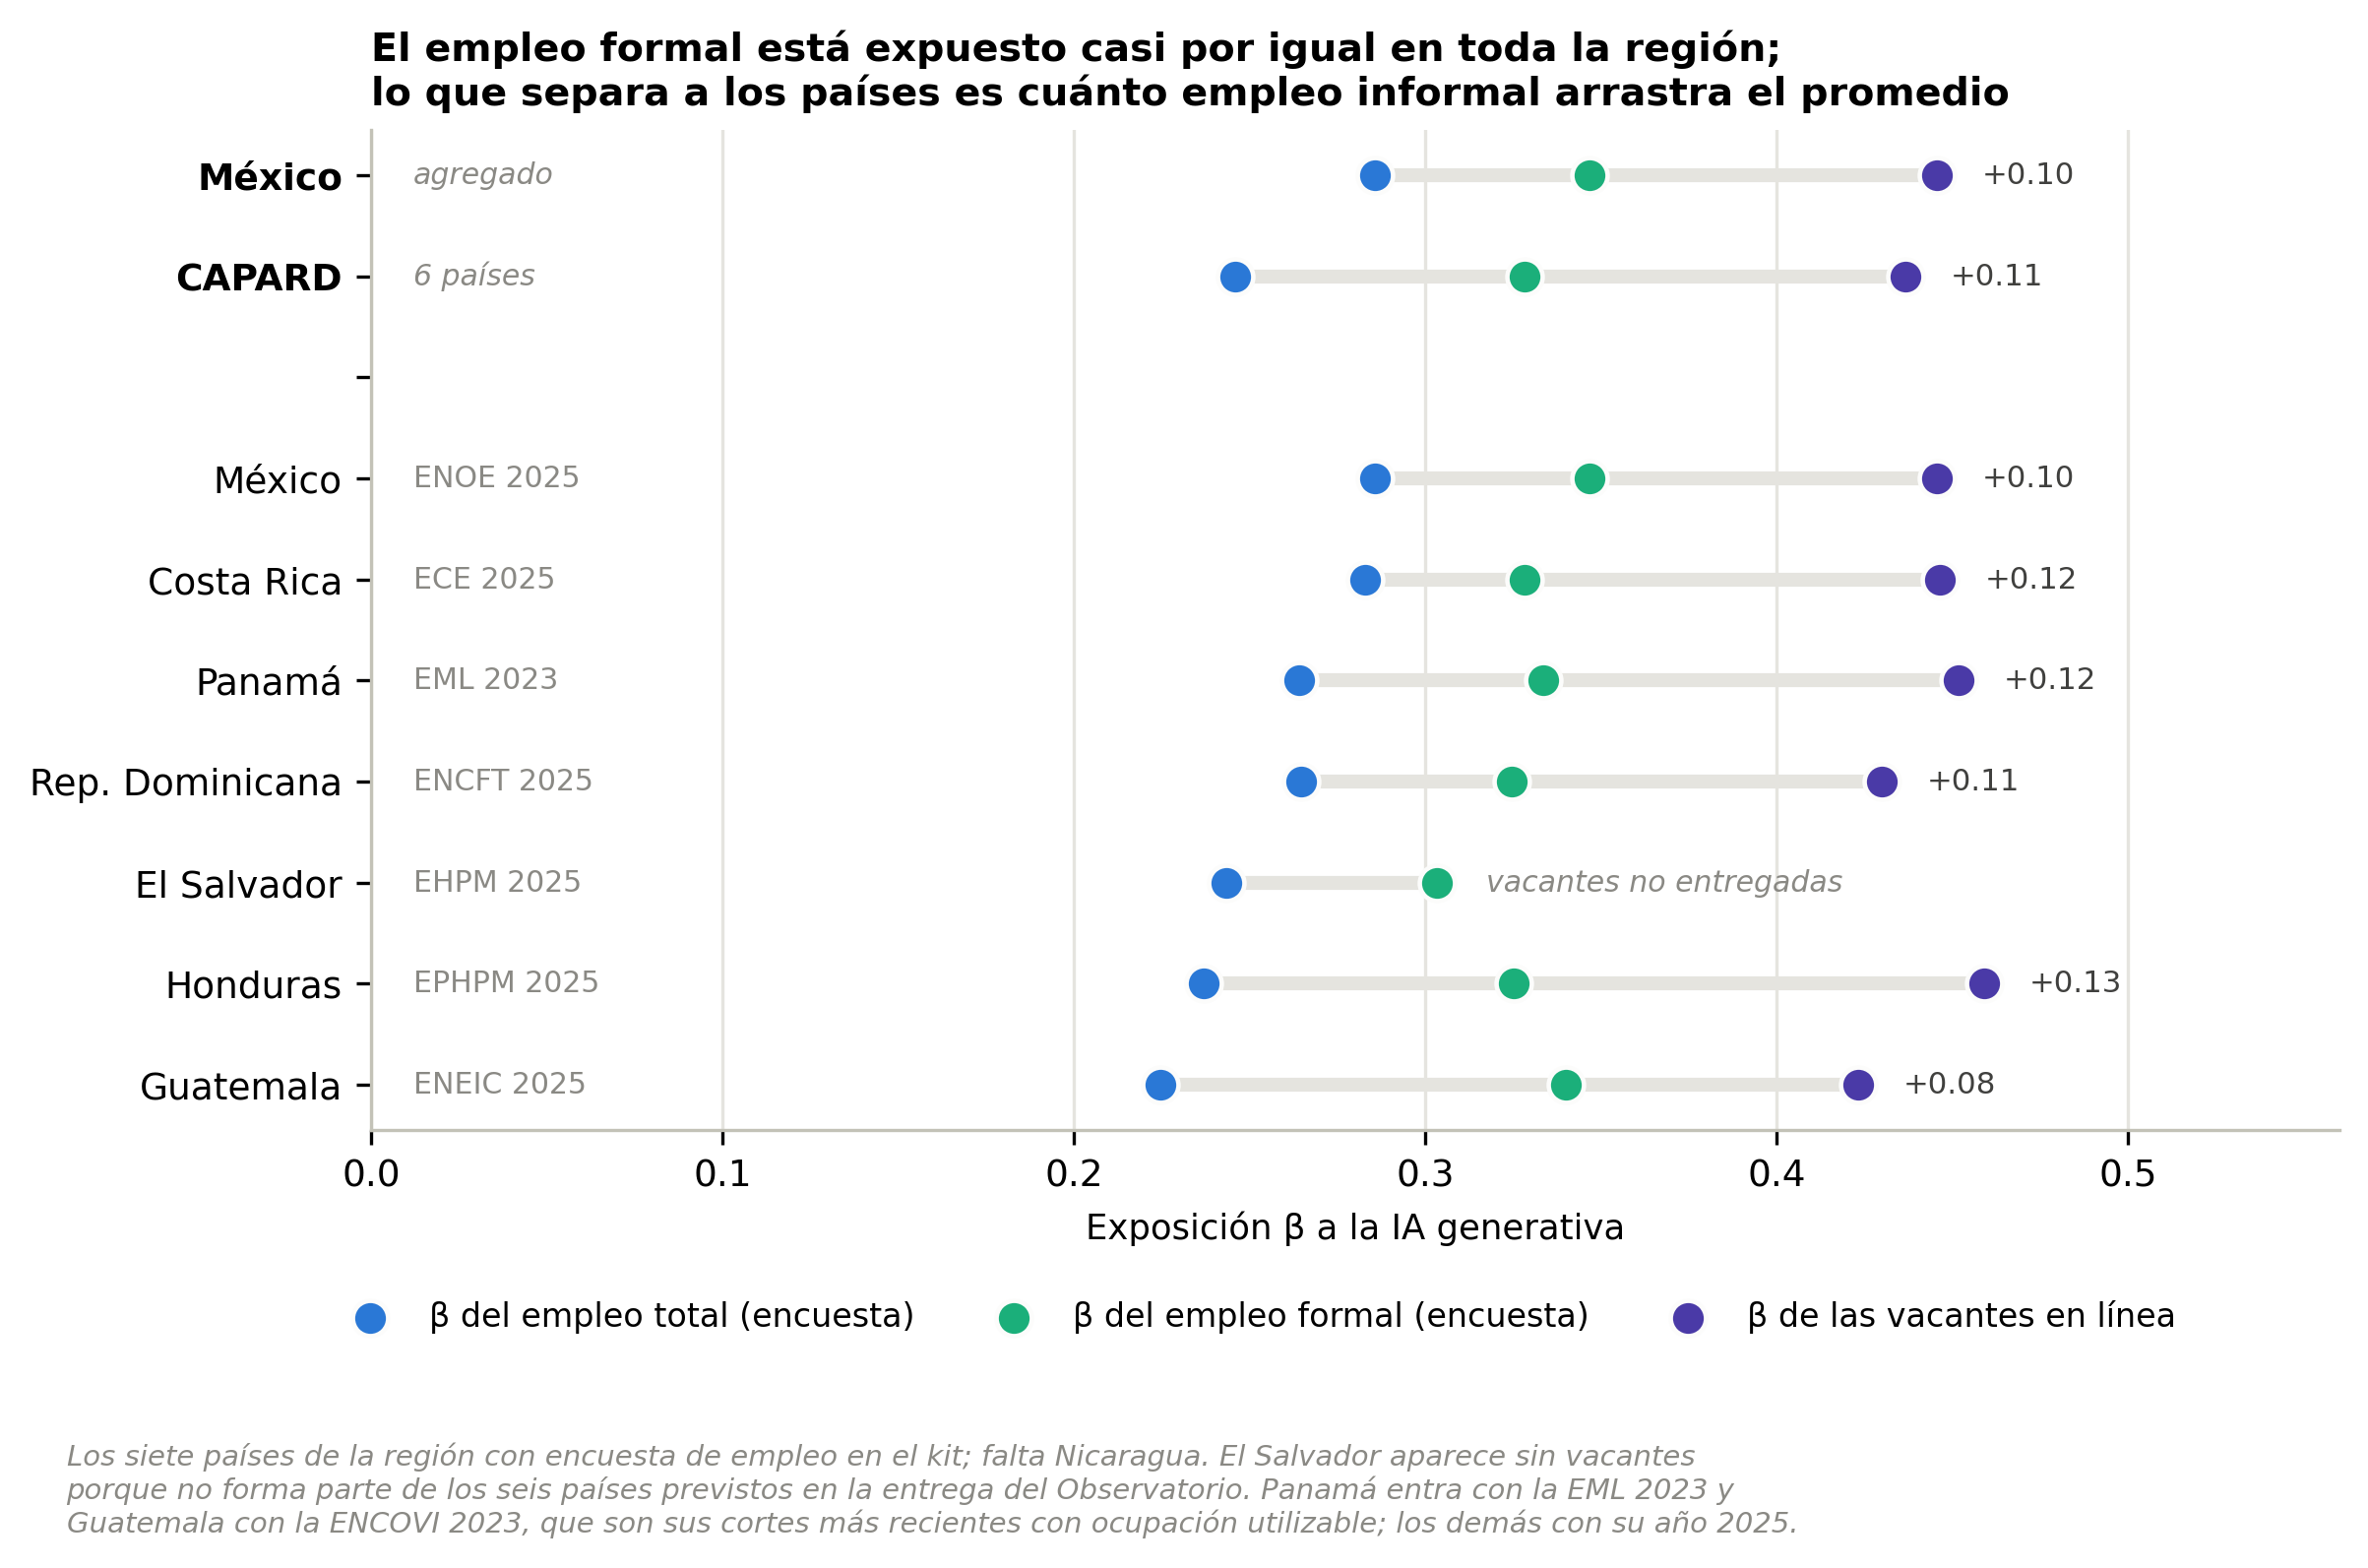 El empleo formal está expuesto casi por igual en toda la región;
lo que separa a los países es cuánto empleo informal arrastra el promedio
México agregado +0.10
CAPARD 6 países +0.11
México ENOE 2025 +0.10
Costa Rica ECE 2025 +0.12
Panamá EML 2023 +0.12
Rep. Dominicana ENCFT 2025 +0.11
El Salvador EHPM 2025 vacantes no entregadas
Honduras EPHPM 2025 +0.13
Guatemala ENEIC 2025 +0.08
0.0 0.1 0.2 0.3 0.4 0.5
Exposición β a la IA generativa
β del empleo total (encuesta) β del empleo formal (encuesta) β de las vacantes en línea
Los siete países de la región con encuesta de empleo en el kit; falta Nicaragua. El Salvador aparece sin vacantes
porque no forma parte de los seis países previstos en la entrega del Observatorio. Panamá entra con la EML 2023 y
Guatemala con la ENCOVI 2023, que son sus cortes más recientes con ocupación utilizable; los demás con su año 2025.